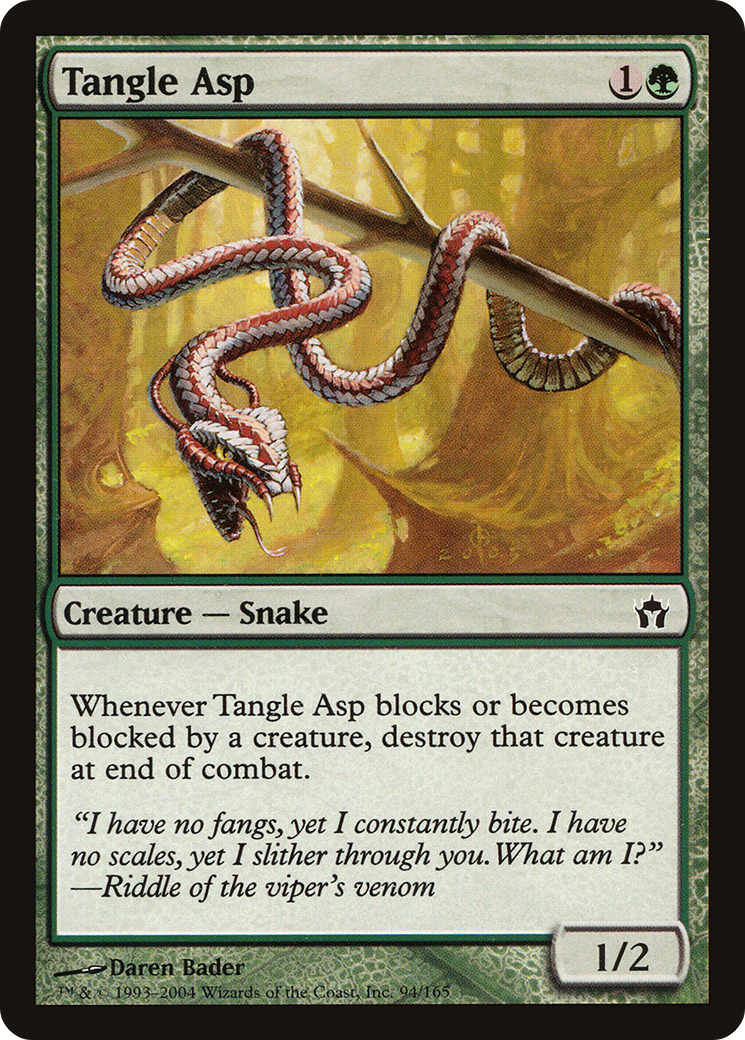 Tangle Asp
1
2003
Creature — Snake
Whenever Tangle Asp blocks or becomes
blocked by a creature, destroy that creature
at end of combat.
“I have no fangs, yet I constantly bite. I have
no scales, yet I slither through you. What am I?”
—Riddle of the viper’s venom
1/2
Daren Bader
™ & © 1993–2004 Wizards of the Coast, Inc. 94/165